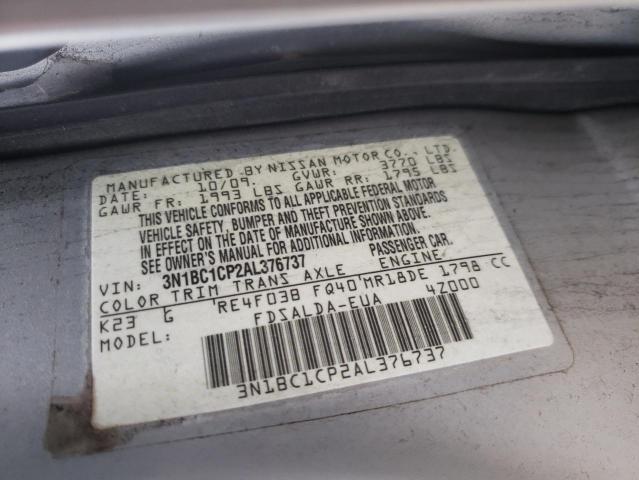 MANUFACTURED BY NISSAN MOTOR CO., LTD.
DATE: 10/09 GVWR: 3770 LBS
GAWR FR: 1993 LBS GAWR RR: 1795 LBS
THIS VEHICLE CONFORMS TO ALL APPLICABLE FEDERAL MOTOR
VEHICLE SAFETY, BUMPER AND THEFT PREVENTION STANDARDS
IN EFFECT ON THE DATE OF MANUFACTURE SHOWN ABOVE.
SEE OWNER'S MANUAL FOR ADDITIONAL INFORMATION.
VIN: 3N1BC1CP2AL376737 PASSENGER CAR.
COLOR TRIM TRANS AXLE ENGINE
K23 G RE4F03B FQ40 MR18DE 1798 CC
MODEL: FDSALDA-EUA 4Z000
3N1BC1CP2AL376737